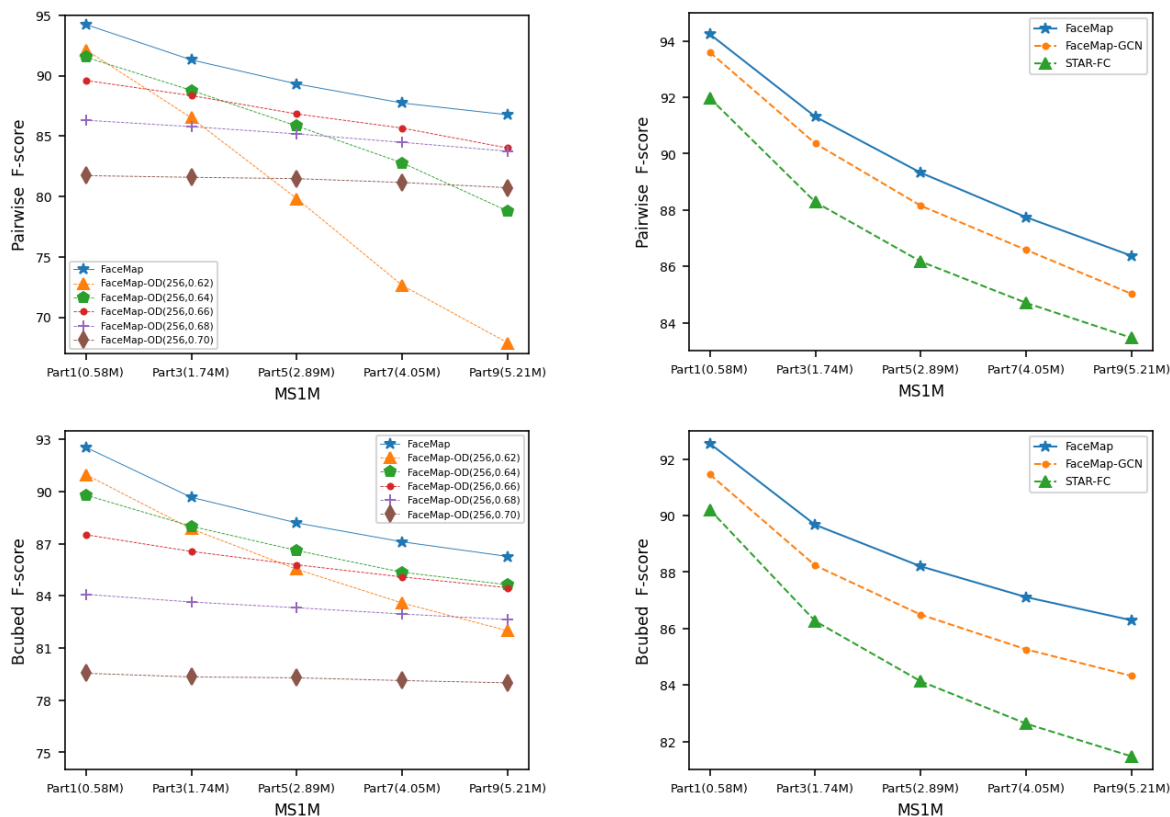 95
90
85
80
75
70
Pairwise F-score
FaceMap
FaceMap-OD(256,0.62)
FaceMap-OD(256,0.64)
FaceMap-OD(256,0.66)
FaceMap-OD(256,0.68)
FaceMap-OD(256,0.70)
Part1(0.58M) Part3(1.74M) Part5(2.89M) Part7(4.05M) Part9(5.21M)
MS1M
94
92
90
88
86
84
Pairwise F-score
FaceMap
FaceMap-GCN
STAR-FC
Part1(0.58M) Part3(1.74M) Part5(2.89M) Part7(4.05M) Part9(5.21M)
MS1M
93
90
87
84
81
78
75
Bcubed F-score
FaceMap
FaceMap-OD(256,0.62)
FaceMap-OD(256,0.64)
FaceMap-OD(256,0.66)
FaceMap-OD(256,0.68)
FaceMap-OD(256,0.70)
Part1(0.58M) Part3(1.74M) Part5(2.89M) Part7(4.05M) Part9(5.21M)
MS1M
92
90
88
86
84
82
Bcubed F-score
FaceMap
FaceMap-GCN
STAR-FC
Part1(0.58M) Part3(1.74M) Part5(2.89M) Part7(4.05M) Part9(5.21M)
MS1M